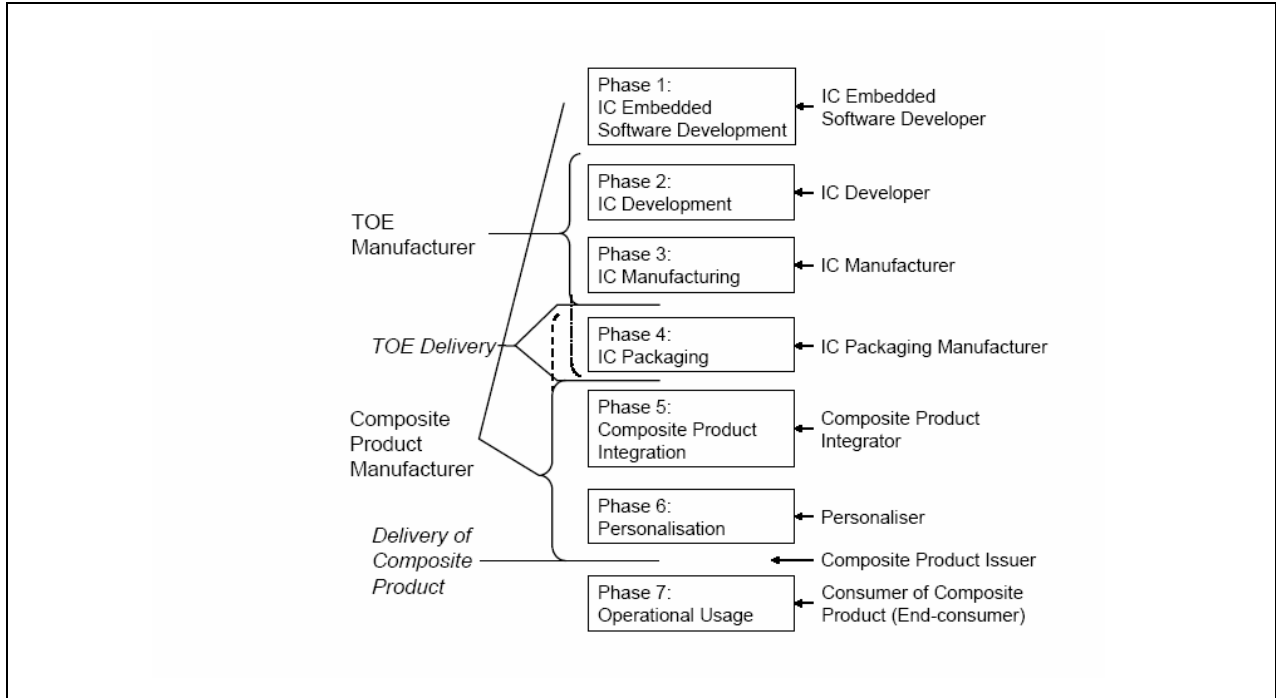 Phase 1:
IC Embedded
Software Development
IC Embedded
Software Developer
Phase 2:
IC Development
IC Developer
TOE
Manufacturer
Phase 3:
IC Manufacturing
IC Manufacturer
TOE Delivery
Phase 4:
IC Packaging
IC Packaging Manufacturer
Composite
Product
Manufacturer
Phase 5:
Composite Product
Integration
Composite Product
Integrator
Phase 6:
Personalisation
Personaliser
Delivery of
Composite
Product
Composite Product Issuer
Phase 7:
Operational Usage
Consumer of Composite
Product (End-consumer)